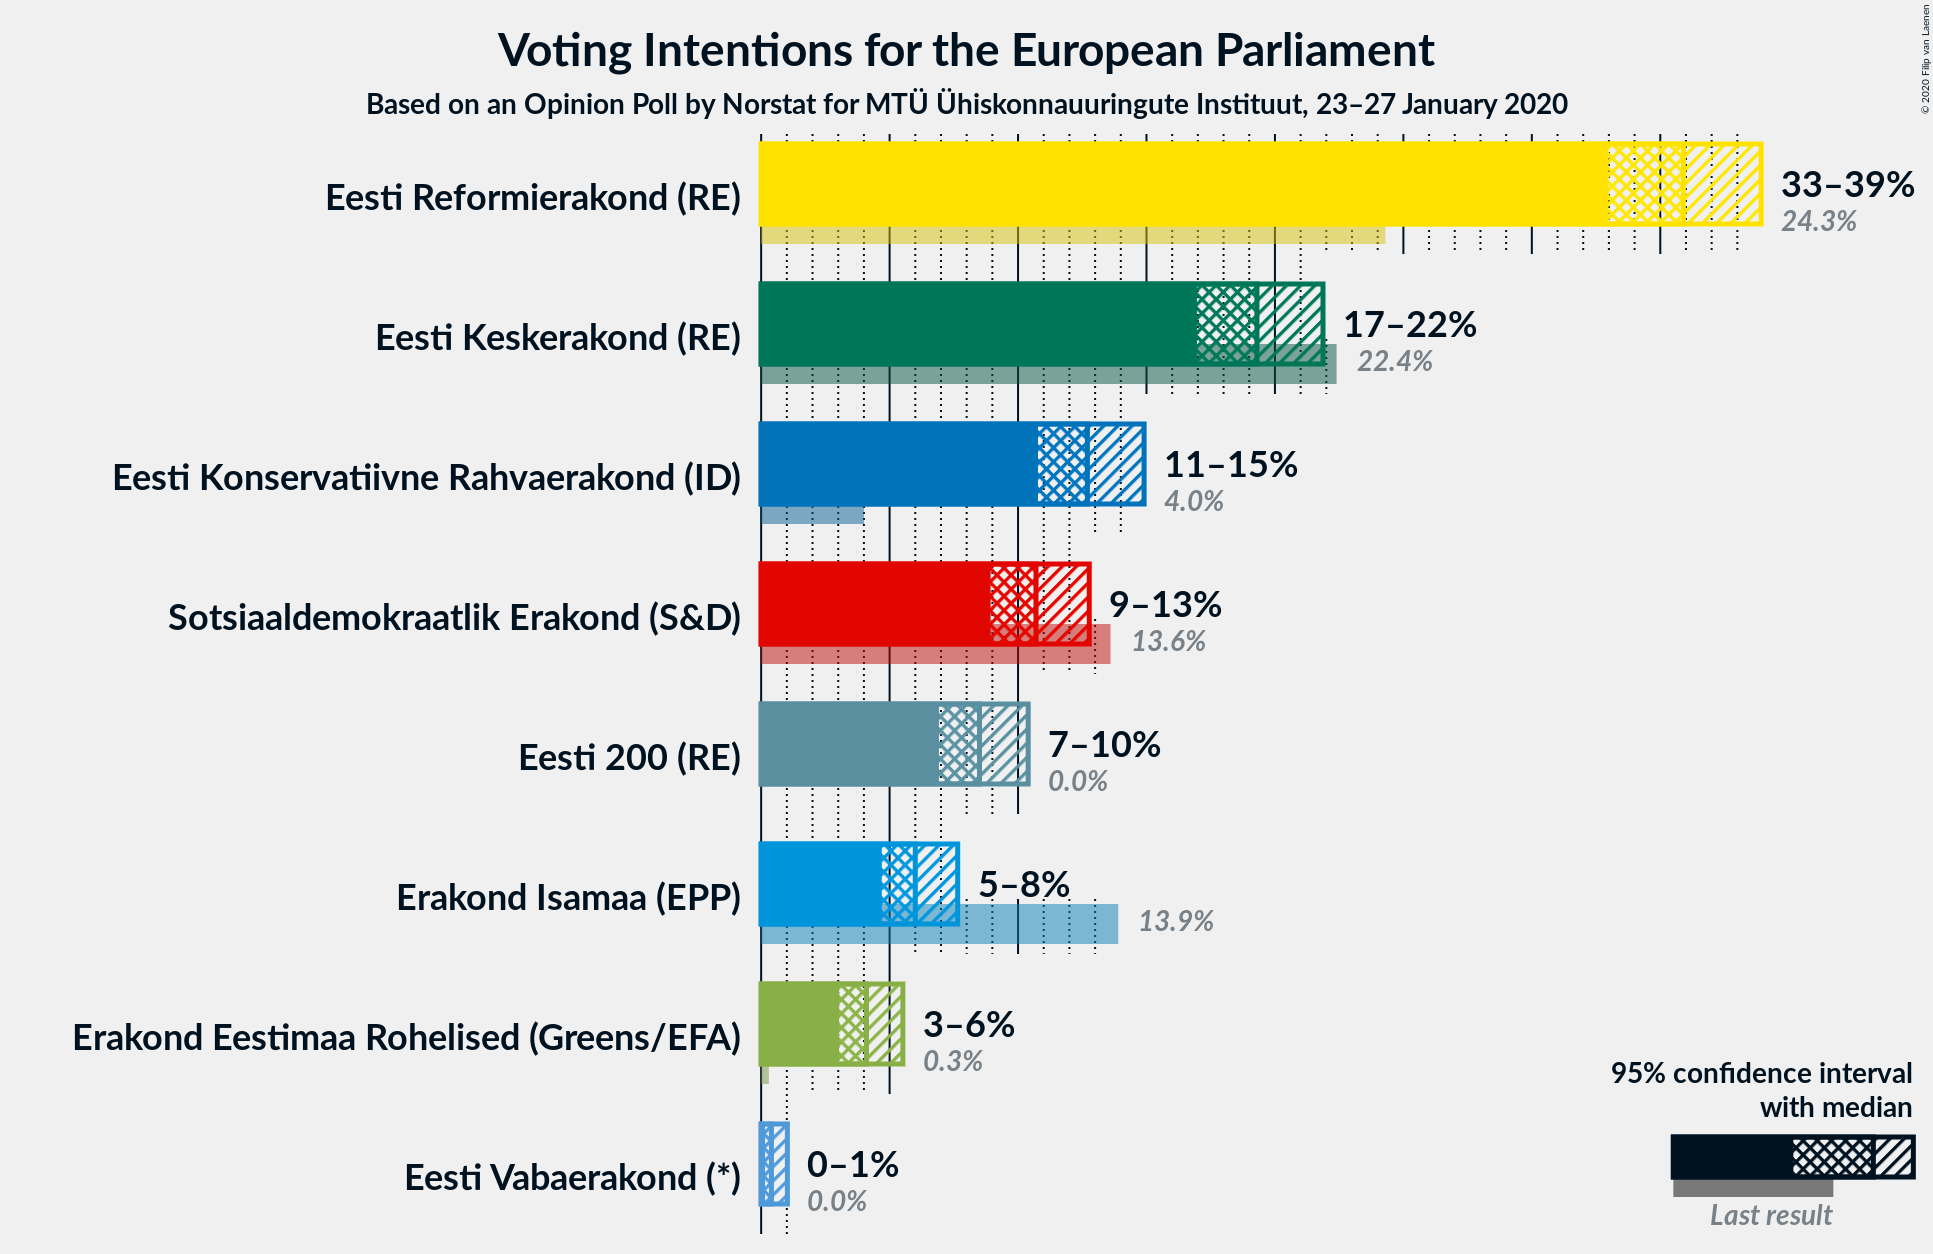 Voting Intentions for the European Parliament
Based on an Opinion Poll by Norstat for MTÜ Ühiskonnauuringute Instituut, 23–27 January 2020
© 2020 Filip van Laenen
Eesti Reformierakond (RE)
33–39%
24.3%
Eesti Keskerakond (RE)
17–22%
22.4%
Eesti Konservatiivne Rahvaerakond (ID)
11–15%
4.0%
Sotsiaaldemokraatlik Erakond (S&D)
9–13%
13.6%
Eesti 200 (RE)
7–10%
0.0%
Erakond Isamaa (EPP)
5–8%
13.9%
Erakond Eestimaa Rohelised (Greens/EFA)
3–6%
0.3%
Eesti Vabaerakond (*)
0–1%
0.0%
95% confidence interval
with median
Last result